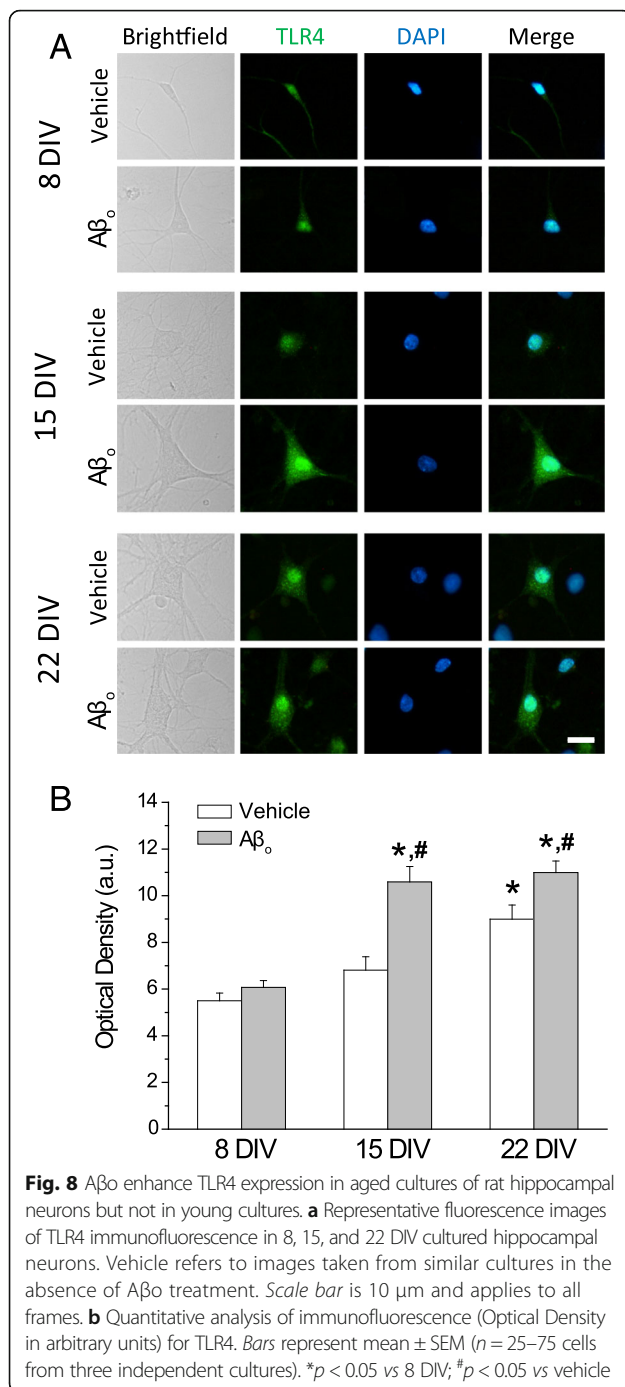 A
Brightfield TLR4 DAPI Merge
8 DIV
Vehicle
Aβo
15 DIV
Vehicle
Aβo
22 DIV
Vehicle
Aβo
B
14
12
10
8
6
4
2
0
Optical Density (a.u.)
Vehicle
Aβo
*,#
*
*,#
8 DIV 15 DIV 22 DIV
Fig. 8 Aβo enhance TLR4 expression in aged cultures of rat hippocampal
neurons but not in young cultures. a Representative fluorescence images
of TLR4 immunofluorescence in 8, 15, and 22 DIV cultured hippocampal
neurons. Vehicle refers to images taken from similar cultures in the
absence of Aβo treatment. Scale bar is 10 μm and applies to all
frames. b Quantitative analysis of immunofluorescence (Optical Density
in arbitrary units) for TLR4. Bars represent mean ± SEM (n = 25–75 cells
from three independent cultures). *p < 0.05 vs 8 DIV; #p < 0.05 vs vehicle